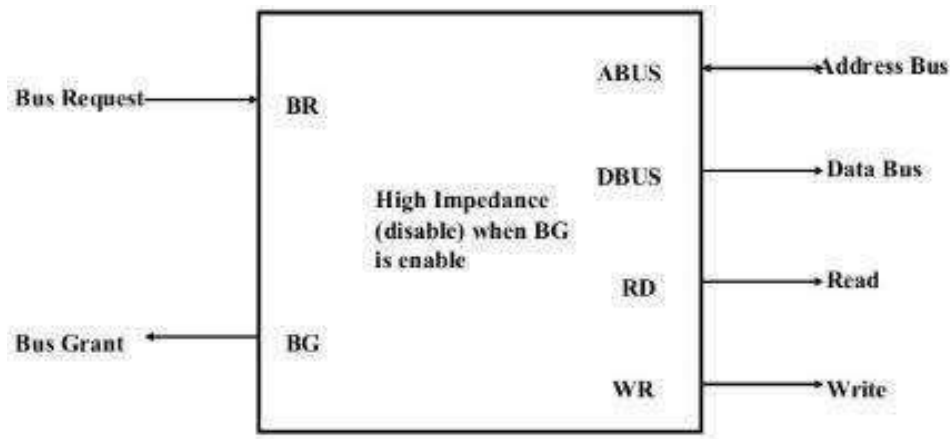 Bus Request
BR
ABUS
Address Bus
DBUS
Data Bus
High Impedance
(disable) when BG
is enable
RD
Read
Bus Grant
BG
WR
Write